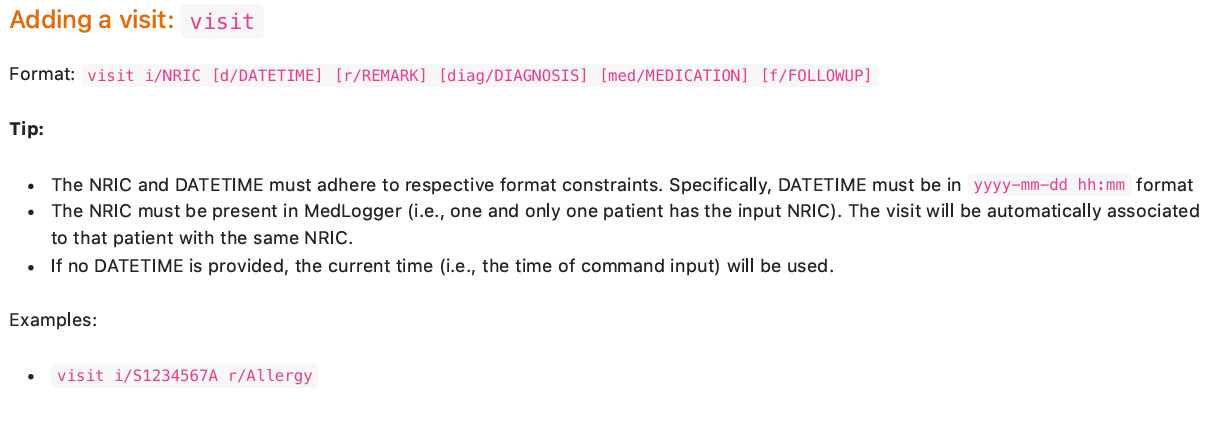 Adding a visit: visit
Format: visit i/NRIC [d/DATETIME] [r/REMARK] [diag/DIAGNOSIS] [med/MEDICATION] [f/FOLLOWUP]
Tip:
• The NRIC and DATETIME must adhere to respective format constraints. Specifically, DATETIME must be in yyyy-mm-dd hh:mm format
• The NRIC must be present in MedLogger (i.e., one and only one patient has the input NRIC). The visit will be automatically associated
to that patient with the same NRIC.
• If no DATETIME is provided, the current time (i.e., the time of command input) will be used.
Examples:
• visit i/S1234567A r/Allergy